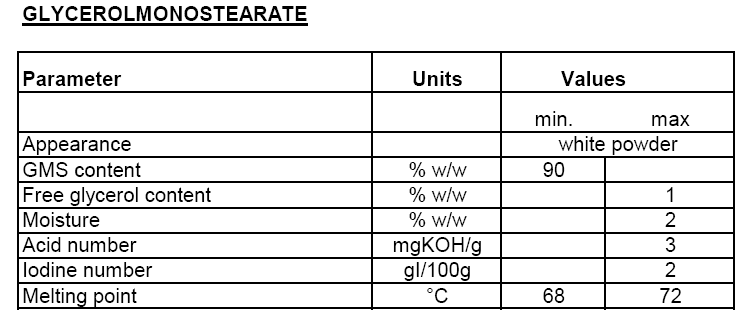 GLYCEROLMONOSTEARATE
Parameter Units Values
min. max
Appearance white powder
GMS content % w/w 90
Free glycerol content % w/w 1
Moisture % w/w 2
Acid number mgKOH/g 3
Iodine number gI/100g 2
Melting point °C 68 72